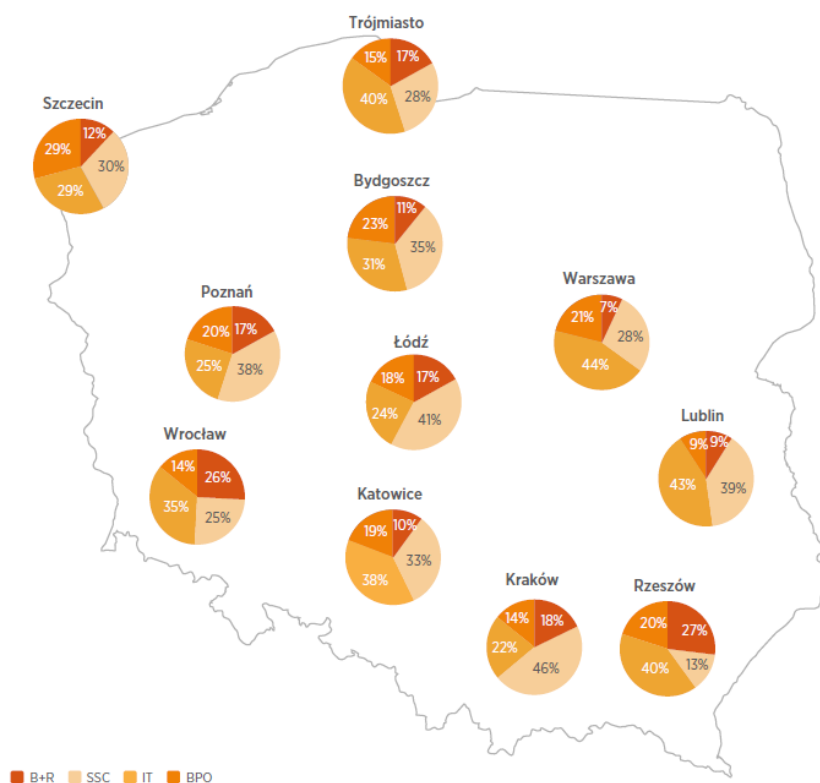 Trójmiasto
15% 17%
40% 28%
Szczecin
29% 12%
29% 30%
Bydgoszcz
23% 11%
31% 35%
Warszawa
21% 7%
44% 28%
Poznań
20% 17%
25% 38%
Łódź
18% 17%
24% 41%
Lublin
9% 9%
43% 39%
Wrocław
14% 26%
35% 25%
Katowice
19% 10%
38% 33%
Kraków
14% 18%
22% 46%
Rzeszów
20% 27%
40% 13%
B+R SSC IT BPO